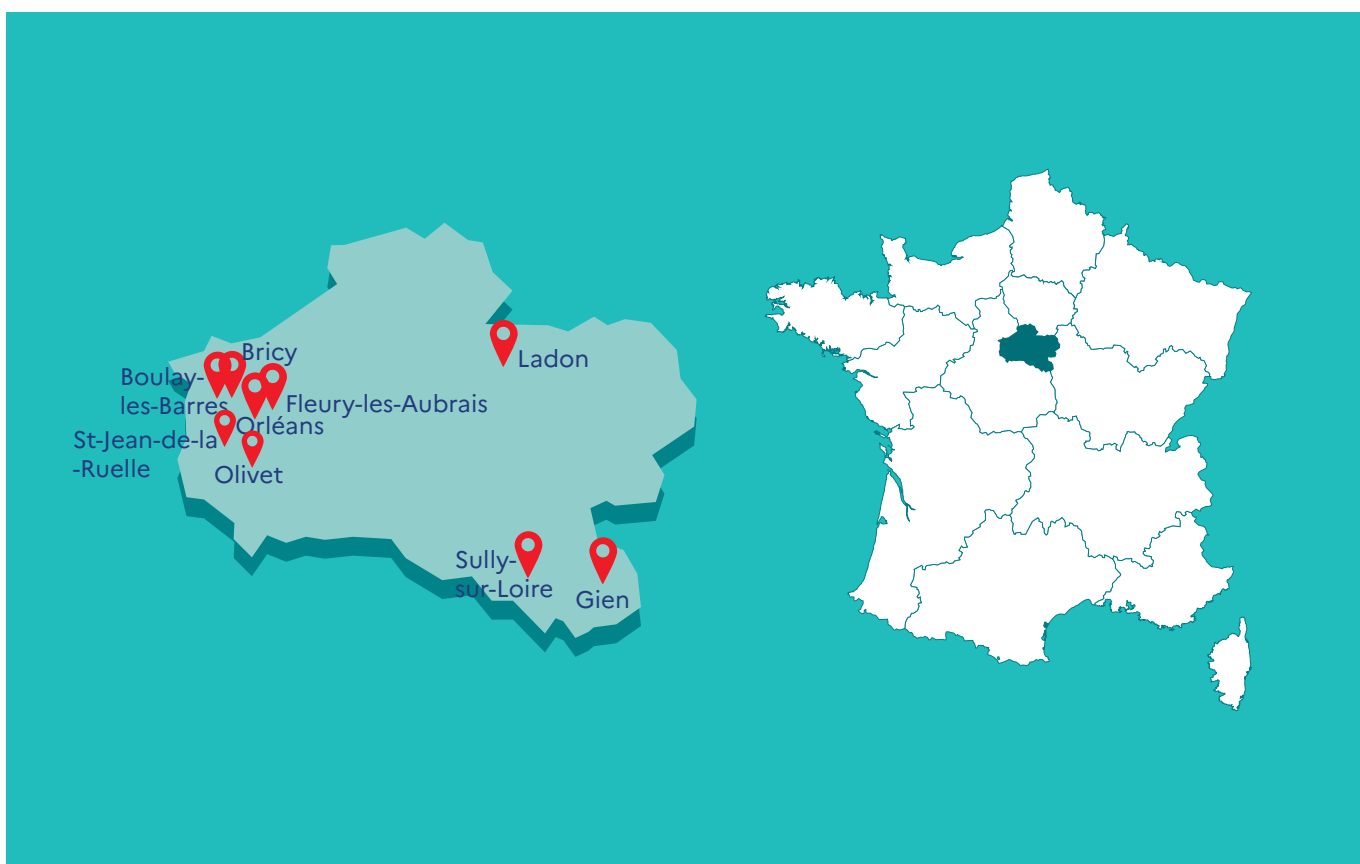 Bricy
Boulay-
les-Barres
Ladon
Fleury-les-Aubrais
Orléans
St-Jean-de-la
-Ruelle
Olivet
Sully-
sur-Loire
Gien